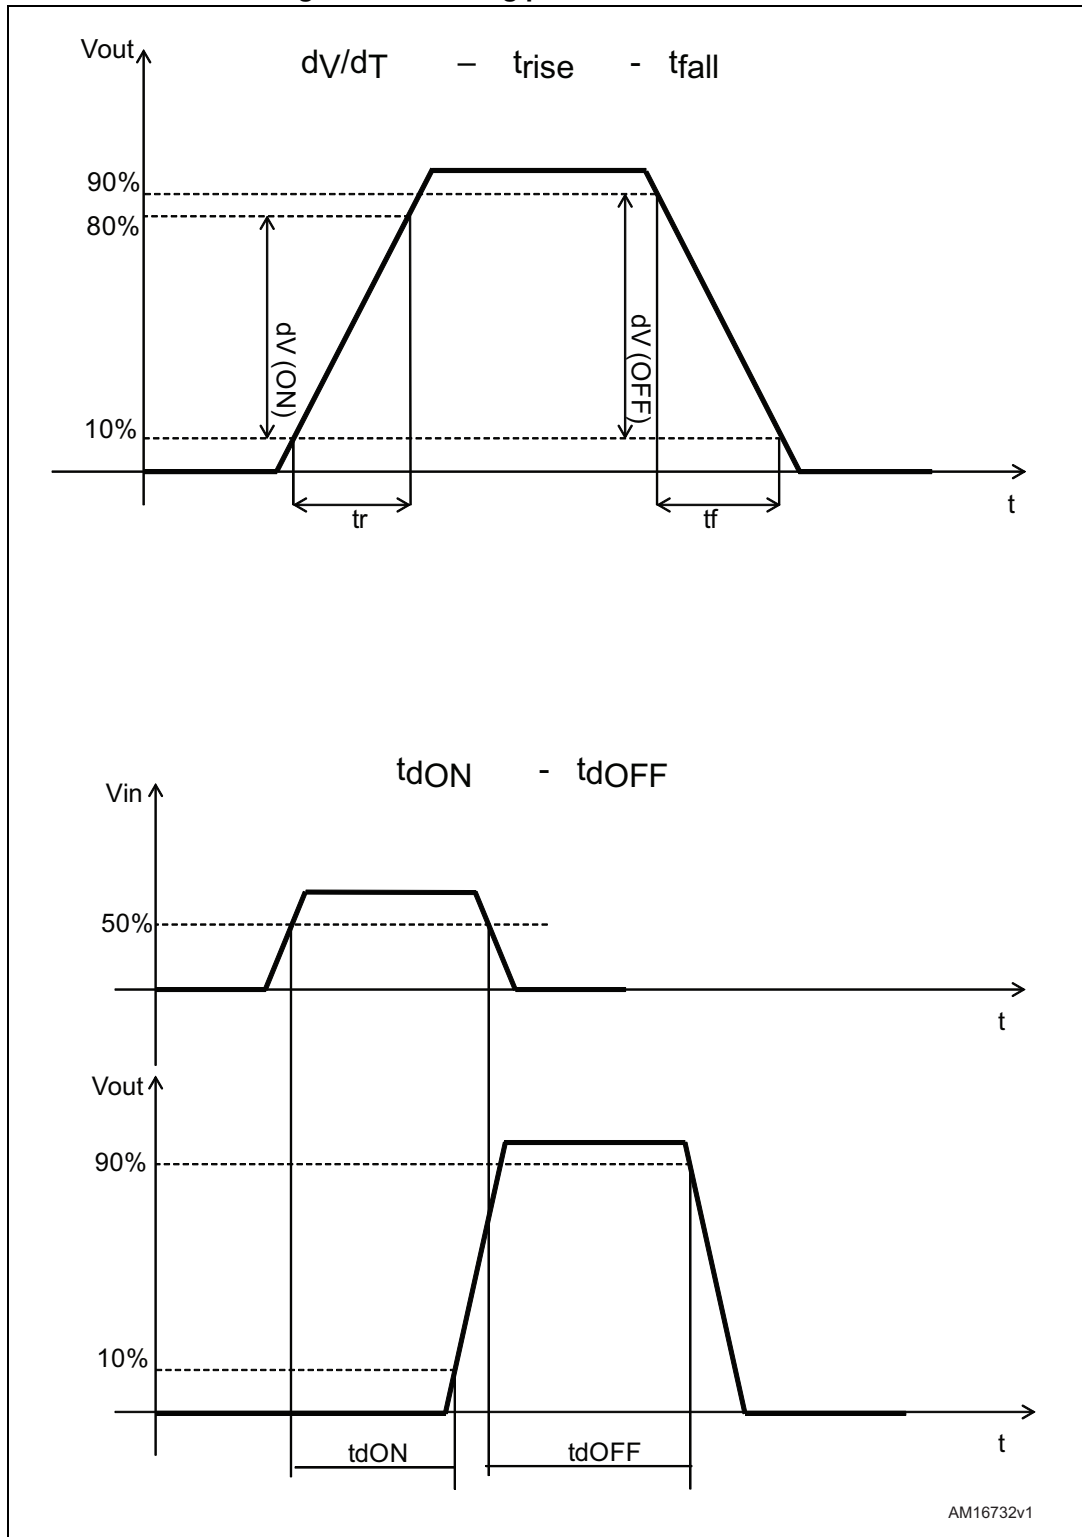 Vout
dV/dT – trise - tfall
90%
80%
dV (ON)
dV (OFF)
10%
tr
tf
t
tdON - tdOFF
Vin
50%
t
Vout
90%
10%
t
tdON
tdOFF
AM16732v1